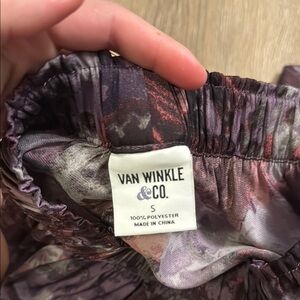 VAN WINKLE
&CO.
S
100% POLYESTER
MADE IN CHINA